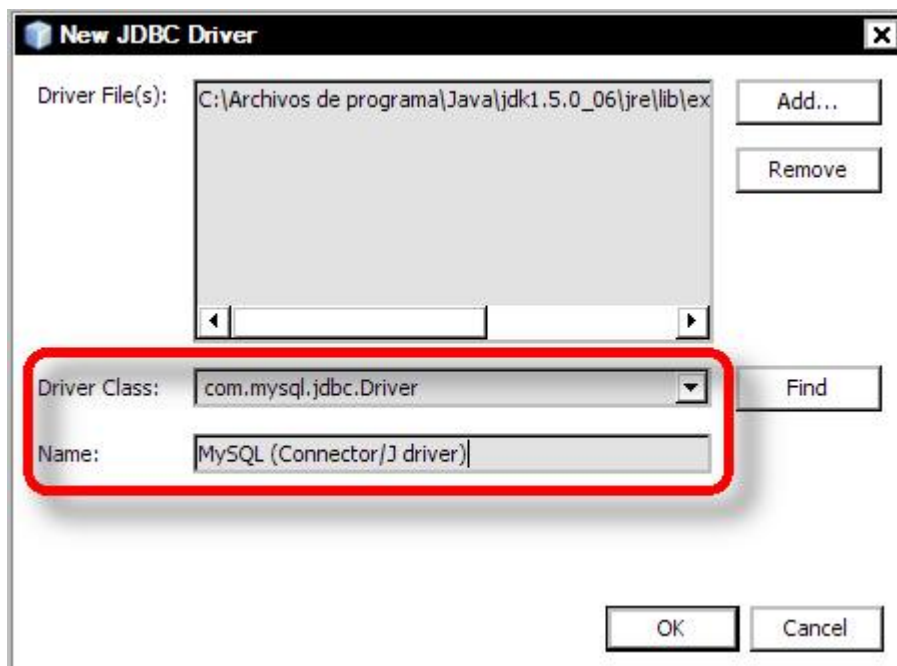 New JDBC Driver
Driver File(s):
C:\Archivos de programa\Java\jdk1.5.0_06\jre\lib\ex
Add...
Remove
Driver Class:
com.mysql.jdbc.Driver
Find
Name:
MySQL (Connector/J driver)
OK
Cancel